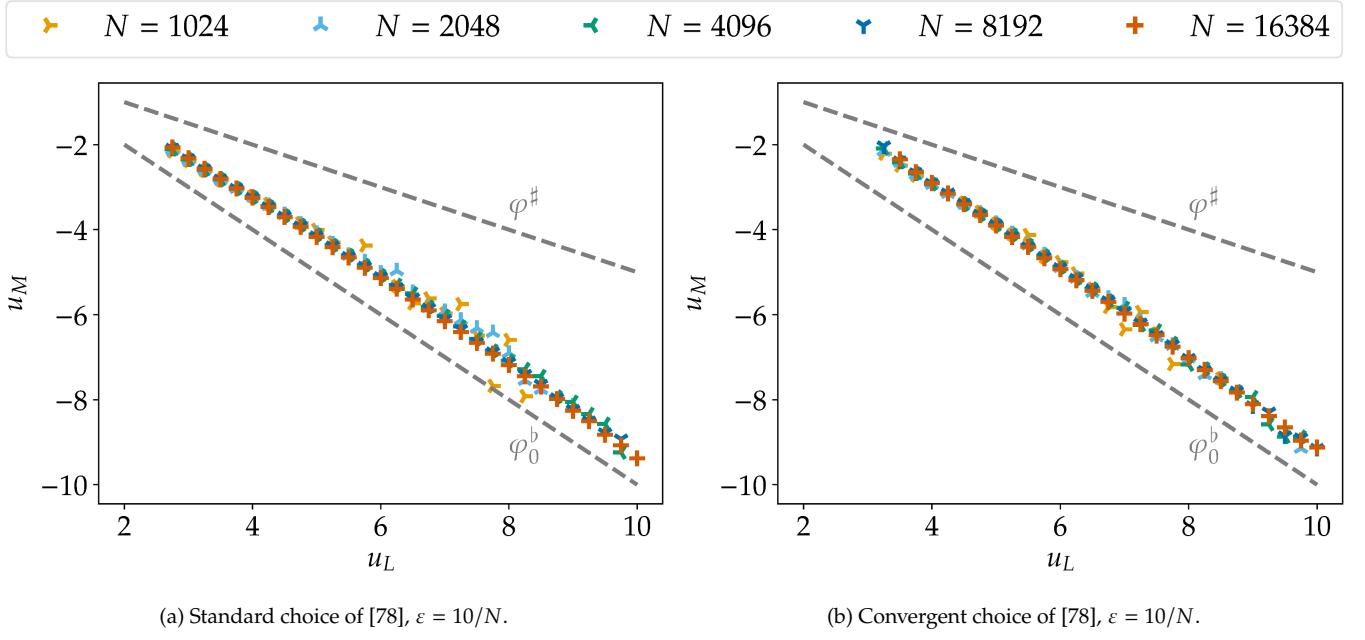 N = 1024 N = 2048 N = 4096 N = 8192 N = 16384
−2
−4
−6
−8
−10
u_M
φ^♯
φ_0^♭
2 4 6 8 10
u_L
(a) Standard choice of [78], ε = 10/N.
−2
−4
−6
−8
−10
u_M
φ^♯
φ_0^♭
2 4 6 8 10
u_L
(b) Convergent choice of [78], ε = 10/N.